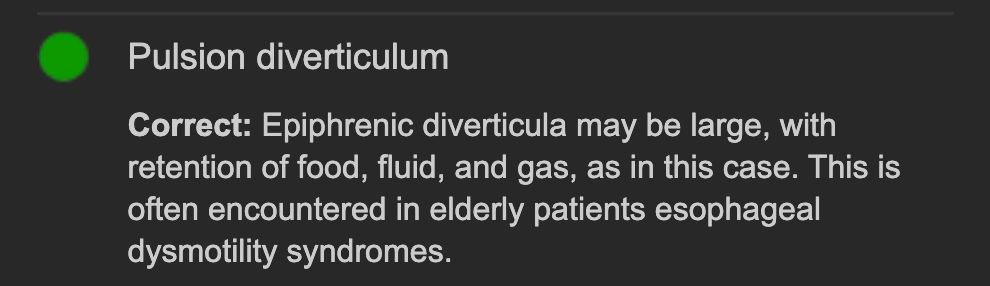 Pulsion diverticulum
Correct: Epiphrenic diverticula may be large, with
retention of food, fluid, and gas, as in this case. This is
often encountered in elderly patients esophageal
dysmotility syndromes.